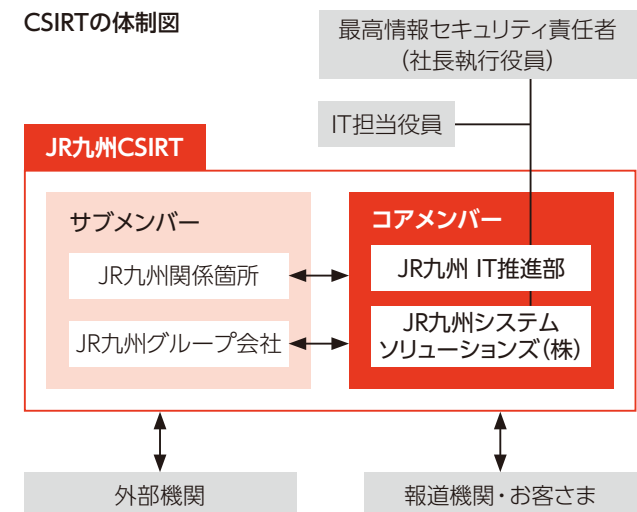 CSIRTの体制図
最高情報セキュリティ責任者
(社長執行役員)
IT担当役員
JR九州CSIRT
サブメンバー
JR九州関係箇所
JR九州グループ会社
コアメンバー
JR九州 IT推進部
JR九州システム
ソリューションズ(株)
外部機関
報道機関・お客さま